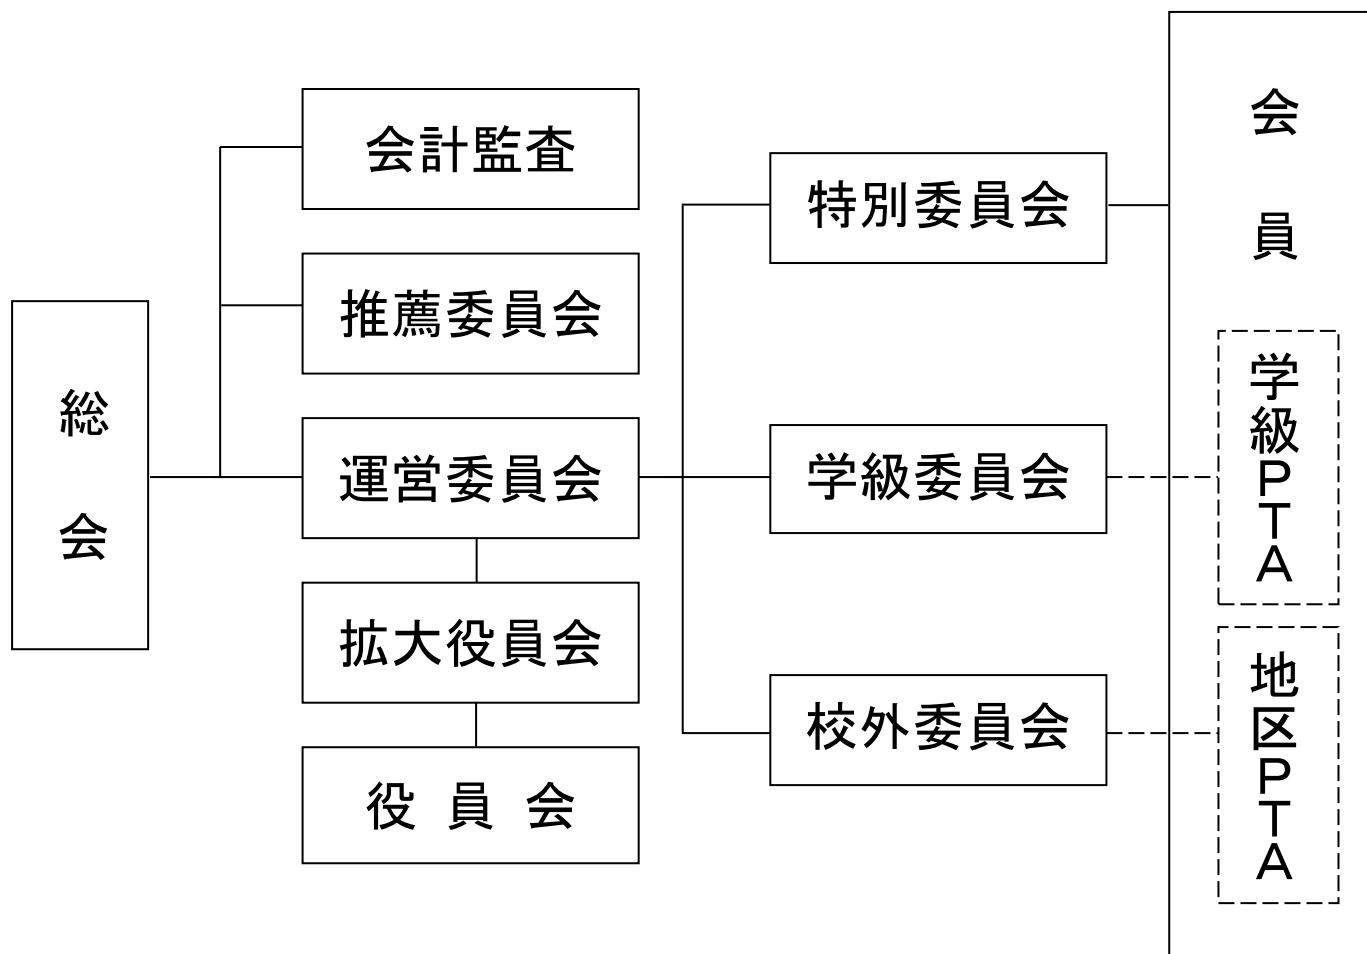 総会
会計監査
推薦委員会
運営委員会
拡大役員会
役員会
特別委員会
学級委員会
校外委員会
会員
学級PTA
地区PTA